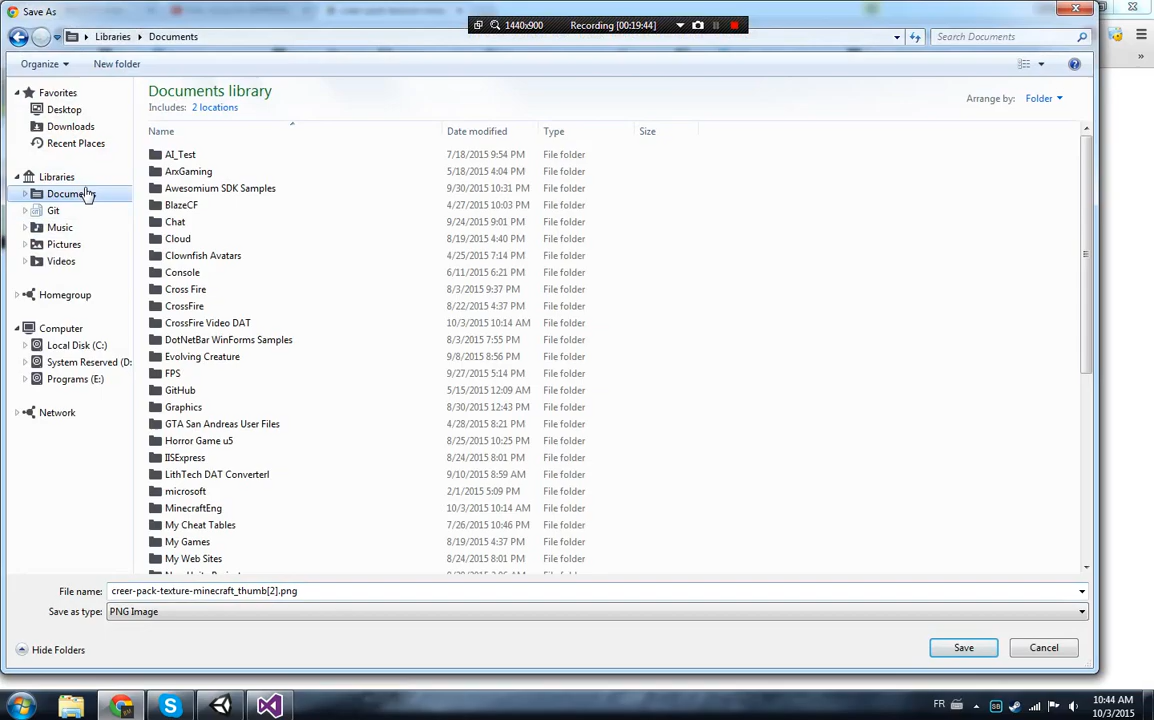 Save As
1440x900
Recording [00:19:44]
Libraries
Documents
Search Documents
Organize
New folder
Favorites
Desktop
Downloads
Recent Places
Libraries
Git
Music
Pictures
Videos
Homegroup
Computer
Local Disk (C:)
System Reserved (D:
Programs (E:)
Network
Documents library
Includes: 2 locations
Arrange by: Folder
Name Date modified Type Size
AI_Test 7/18/2015 9:54 PM File folder
ArxGaming 5/18/2015 4:04 PM File folder
Awesomium SDK Samples 9/30/2015 10:31 PM File folder
BlazeCF 4/27/2015 10:03 PM File folder
Chat 9/24/2015 9:01 PM File folder
Cloud 8/19/2015 4:40 PM File folder
Clownfish Avatars 4/25/2015 7:14 PM File folder
Console 6/11/2015 6:21 PM File folder
Cross Fire 8/3/2015 9:37 PM File folder
CrossFire 8/22/2015 4:37 PM File folder
CrossFire Video DAT 10/3/2015 10:14 AM File folder
DotNetBar WinForms Samples 8/3/2015 7:55 PM File folder
Evolving Creature 9/8/2015 8:56 PM File folder
FPS 9/27/2015 5:14 PM File folder
GitHub 5/15/2015 12:09 AM File folder
Graphics 8/30/2015 12:43 PM File folder
GTA San Andreas User Files 4/28/2015 8:21 PM File folder
Horror Game u5 8/25/2015 10:25 PM File folder
IISExpress 8/24/2015 8:01 PM File folder
LithTech DAT Converterl 9/10/2015 8:59 AM File folder
microsoft 2/1/2015 5:09 PM File folder
MinecraftEng 10/3/2015 10:14 AM File folder
My Cheat Tables 7/26/2015 10:46 PM File folder
My Games 8/19/2015 4:37 PM File folder
My Web Sites 8/24/2015 8:01 PM File folder
File name: creer-pack-texture-minecraft_thumb[2].png
Save as type: PNG Image
Hide Folders
Save
Cancel
FR
10:44 AM
10/3/2015